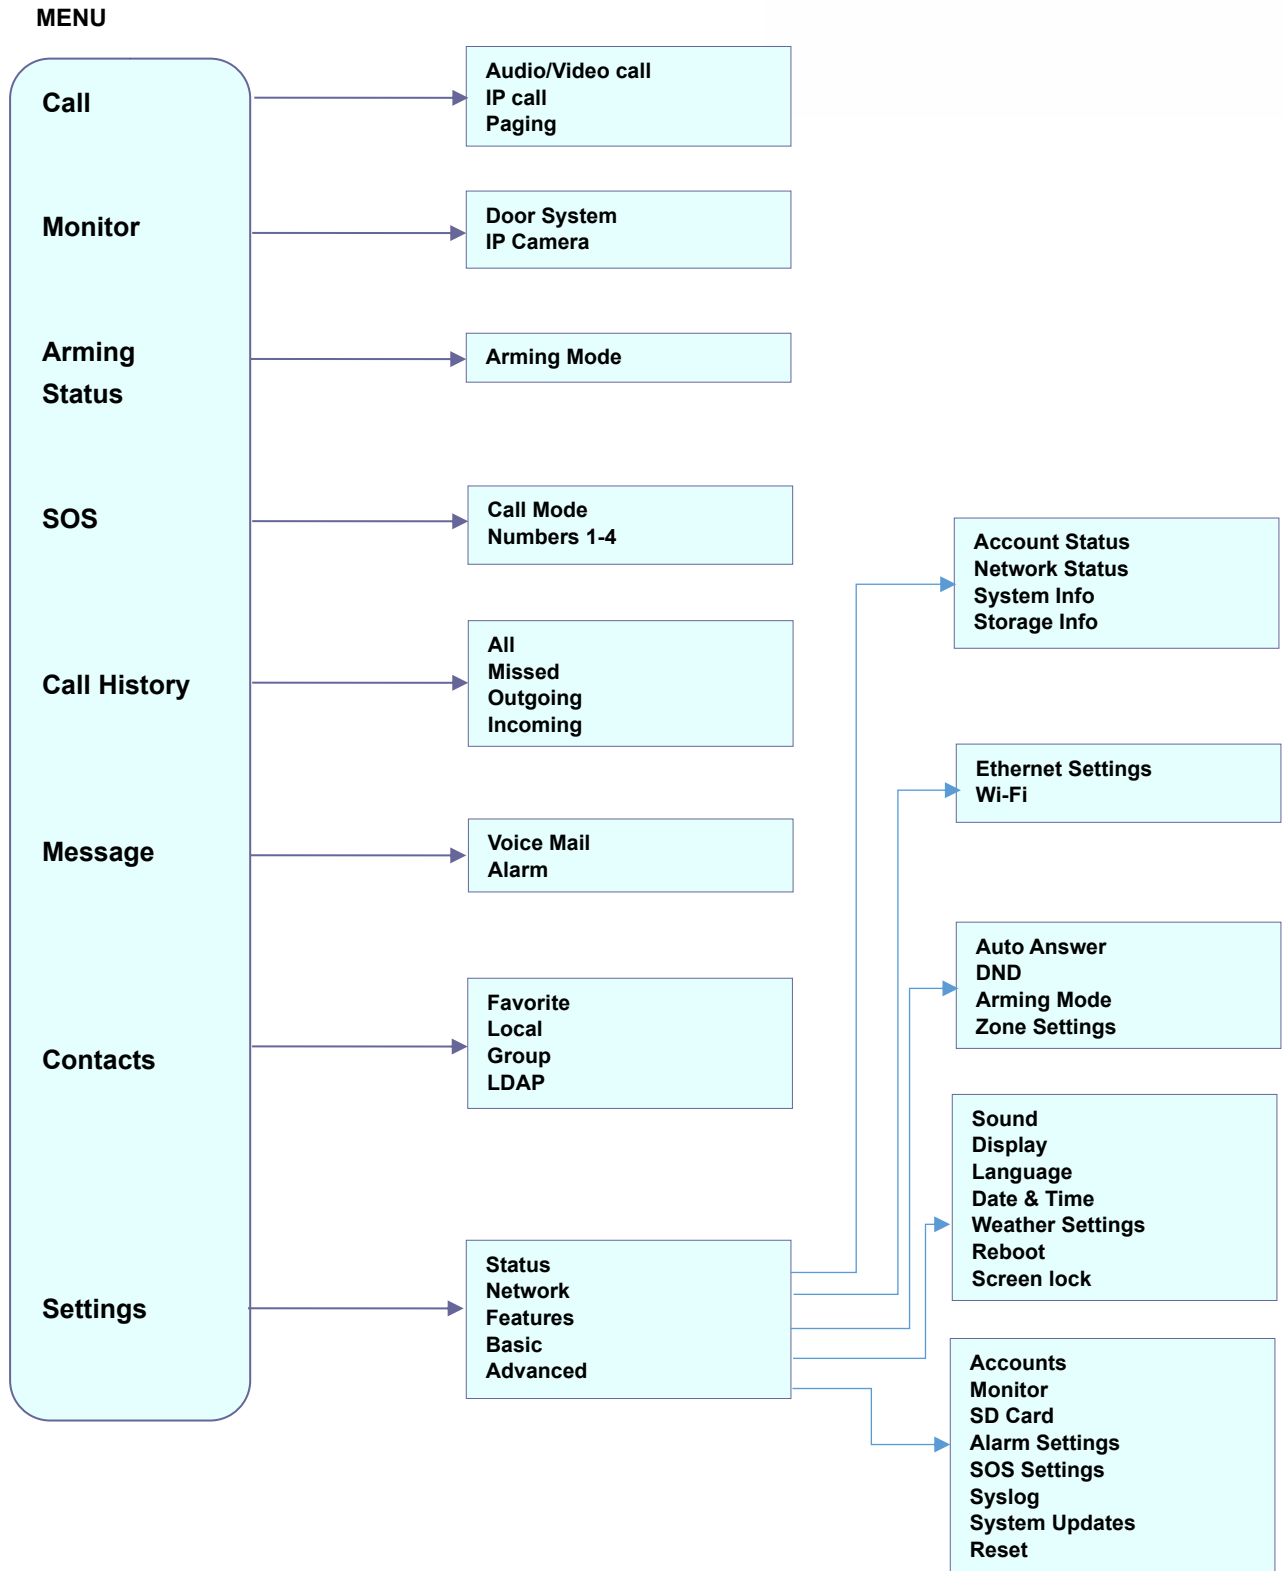 MENU
Call
Audio/Video call
IP call
Paging
Monitor
Door System
IP Camera
Arming
Status
Arming Mode
SOS
Call Mode
Numbers 1-4
Call History
All
Missed
Outgoing
Incoming
Message
Voice Mail
Alarm
Contacts
Favorite
Local
Group
LDAP
Settings
Status
Network
Features
Basic
Advanced
Account Status
Network Status
System Info
Storage Info
Ethernet Settings
Wi-Fi
Auto Answer
DND
Arming Mode
Zone Settings
Sound
Display
Language
Date & Time
Weather Settings
Reboot
Screen lock
Accounts
Monitor
SD Card
Alarm Settings
SOS Settings
Syslog
System Updates
Reset